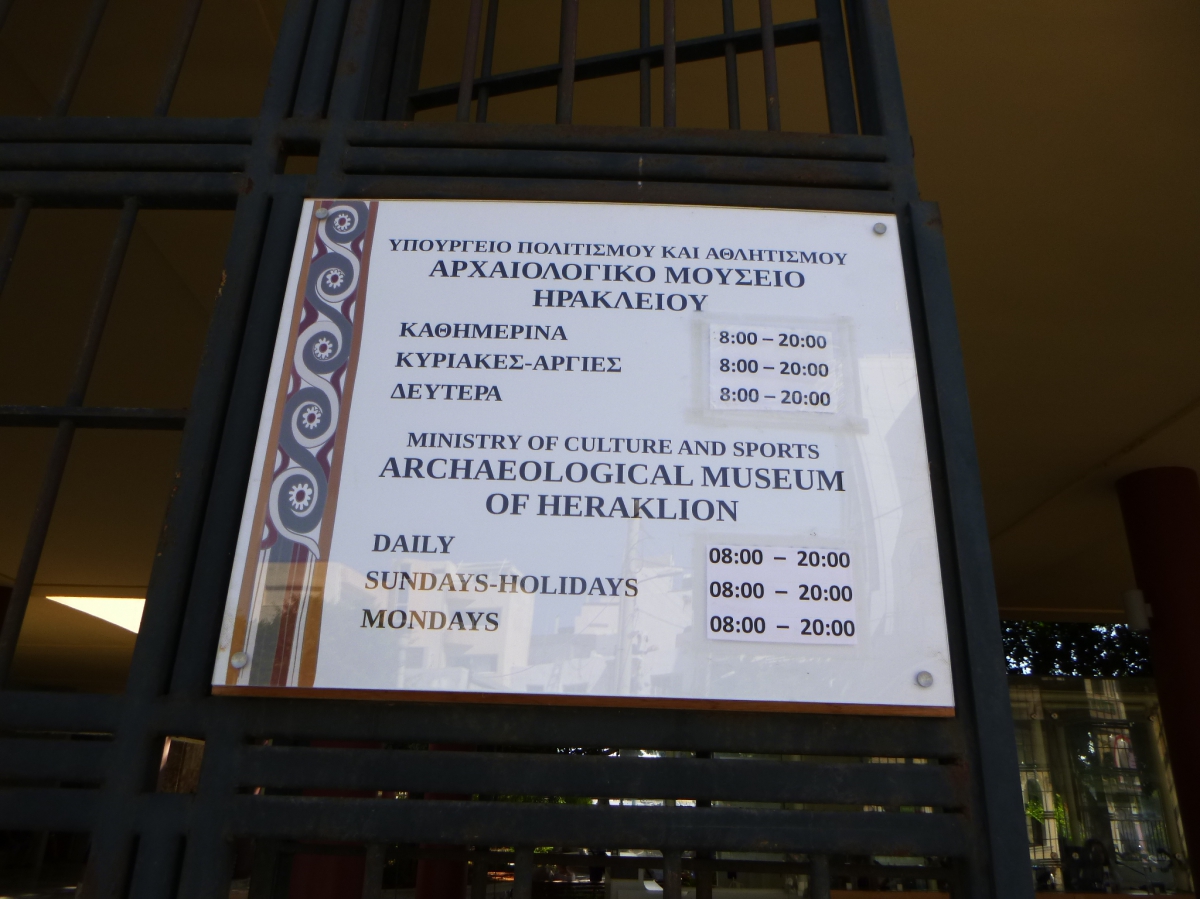 ΥΠΟΥΡΓΕΙΟ ΠΟΛΙΤΙΣΜΟΥ ΚΑΙ ΑΘΛΗΤΙΣΜΟΥ
ΑΡΧΑΙΟΛΟΓΙΚΟ ΜΟΥΣΕΙΟ
ΗΡΑΚΛΕΙΟΥ
ΚΑΘΗΜΕΡΙΝΑ 8:00 – 20:00
ΚΥΡΙΑΚΕΣ-ΑΡΓΙΕΣ 8:00 – 20:00
ΔΕΥΤΕΡΑ 8:00 – 20:00
MINISTRY OF CULTURE AND SPORTS
ARCHAEOLOGICAL MUSEUM
OF HERAKLION
DAILY 08:00 – 20:00
SUNDAYS-HOLIDAYS 08:00 – 20:00
MONDAYS 08:00 – 20:00